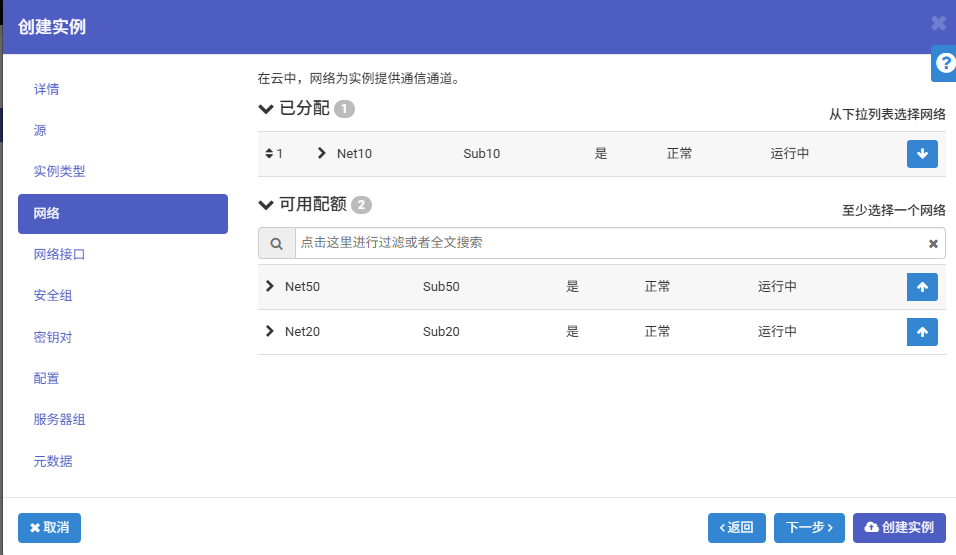 创建实例
详情
源
实例类型
网络
网络接口
安全组
密钥对
配置
服务器组
元数据
在云中，网络为实例提供通信通道。
已分配 1
从下拉列表选择网络
1 Net10 Sub10 是 正常 运行中
可用配额 2
至少选择一个网络
点击这里进行过滤或者全文搜索
Net50 Sub50 是 正常 运行中
Net20 Sub20 是 正常 运行中
取消
返回
下一步
创建实例